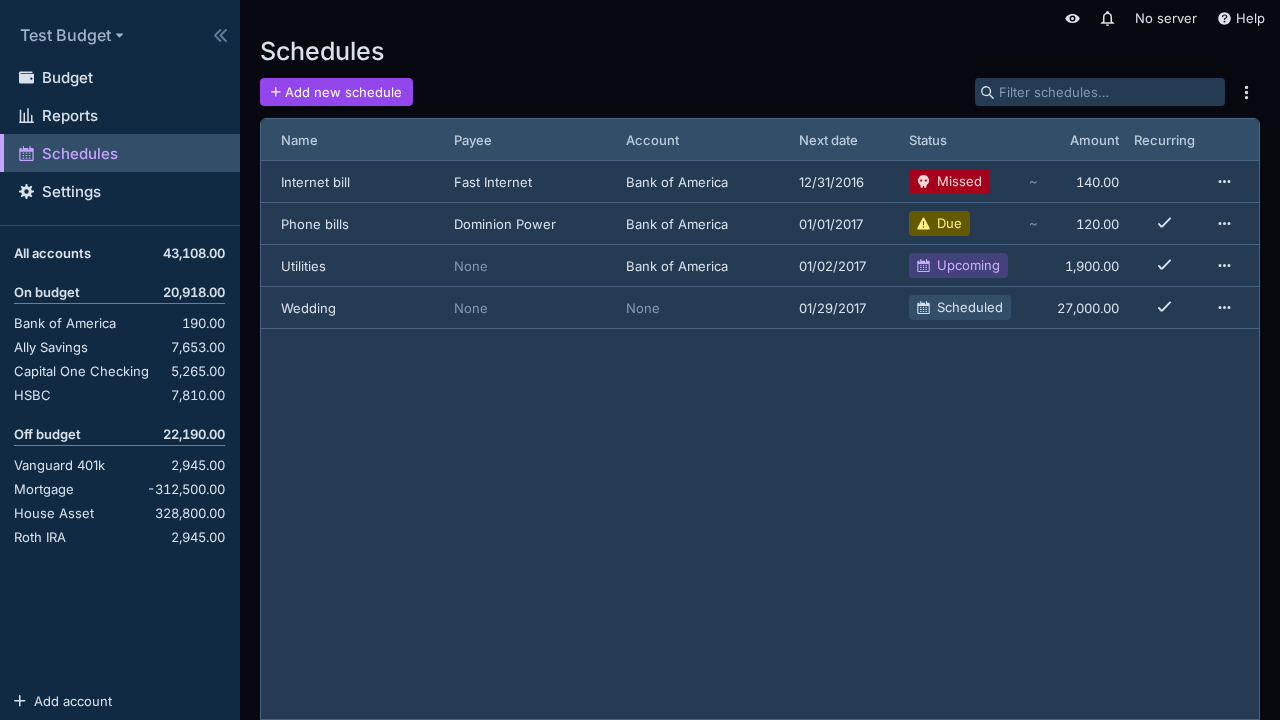 Test Budget
Budget
Reports
Schedules
Settings
All accounts 43,108.00
On budget 20,918.00
Bank of America 190.00
Ally Savings 7,653.00
Capital One Checking 5,265.00
HSBC 7,810.00
Off budget 22,190.00
Vanguard 401k 2,945.00
Mortgage -312,500.00
House Asset 328,800.00
Roth IRA 2,945.00
Add account
No server Help
Schedules
Add new schedule
Filter schedules…
Name Payee Account Next date Status Amount Recurring
Internet bill Fast Internet Bank of America 12/31/2016 Missed ~ 140.00
Phone bills Dominion Power Bank of America 01/01/2017 Due ~ 120.00
Utilities None Bank of America 01/02/2017 Upcoming 1,900.00
Wedding None None 01/29/2017 Scheduled 27,000.00